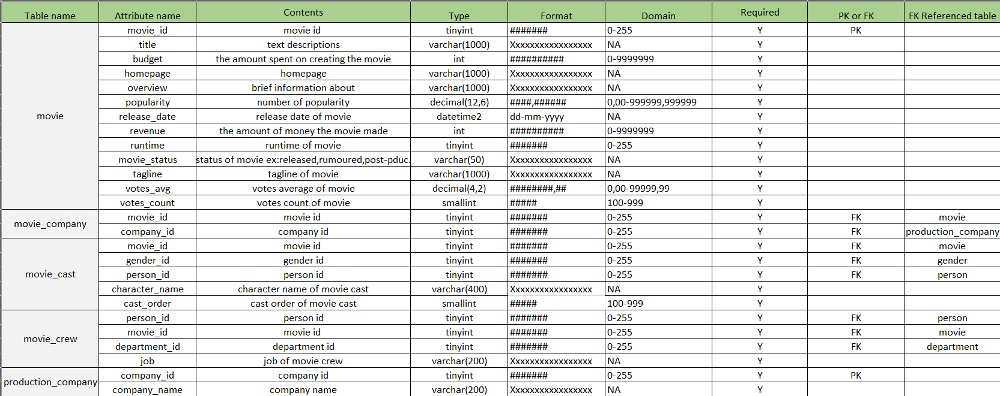 Table name Attribute name Contents Type Format Domain Required PK or FK FK Referenced table
movie movie_id movie id tinyint ####### 0-255 Y PK
title text descriptions varchar(1000) Xxxxxxxxxxxxxxxxx NA Y
budget the amount spent on creating the movie int ########## 0-9999999 Y
homepage homepage varchar(1000) Xxxxxxxxxxxxxxxxx NA Y
overview brief information about varchar(1000) Xxxxxxxxxxxxxxxxx NA Y
popularity number of popularity decimal(12,6) ####,###### 0,00-999999,999999 Y
release_date release date of movie datetime2 dd-mm-yyyy NA Y
revenue the amount of money the movie made int ########## 0-9999999 Y
runtime runtime of movie tinyint ####### 0-255 Y
movie_status status of movie ex:released,rumoured,post-pduc. varchar(50) Xxxxxxxxxxxxxxxxx NA Y
tagline tagline of movie varchar(1000) Xxxxxxxxxxxxxxxxx NA Y
votes_avg votes average of movie decimal(4,2) ########,## 0,00-99999,99 Y
votes_count votes count of movie smallint ##### 100-999 Y
movie_company movie_id movie id tinyint ####### 0-255 Y FK movie
company_id company id tinyint ####### 0-255 Y FK production_company
movie_cast movie_id movie id tinyint ####### 0-255 Y FK movie
gender_id gender id tinyint ####### 0-255 Y FK gender
person_id person id tinyint ####### 0-255 Y FK person
character_name character name of movie cast varchar(400) Xxxxxxxxxxxxxxxxx NA Y
cast_order cast order of movie cast smallint ##### 100-999 Y
movie_crew person_id person id tinyint ####### 0-255 Y FK person
movie_id movie id tinyint ####### 0-255 Y FK movie
department_id department id tinyint ####### 0-255 Y FK department
job job of movie crew varchar(200) Xxxxxxxxxxxxxxxxx NA Y
production_company company_id company id tinyint ####### 0-255 Y PK
company_name company name varchar(200) Xxxxxxxxxxxxxxxxx NA Y